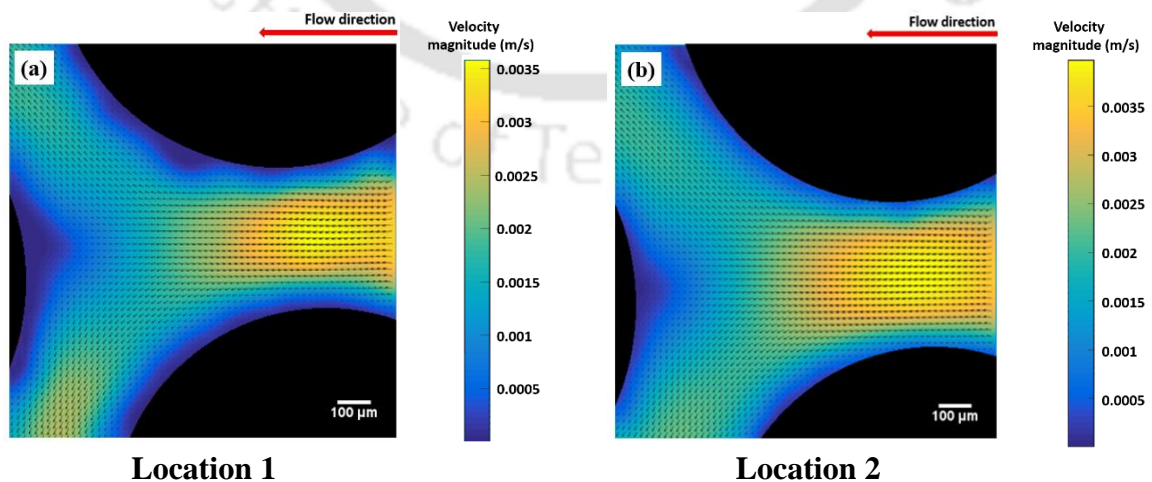 Flow direction
Velocity
magnitude (m/s)
(a)
0.0035
0.003
0.0025
0.002
0.0015
0.001
0.0005
100 µm
Location 1
Flow direction
Velocity
magnitude (m/s)
(b)
0.0035
0.003
0.0025
0.002
0.0015
0.001
0.0005
100 µm
Location 2
of Te